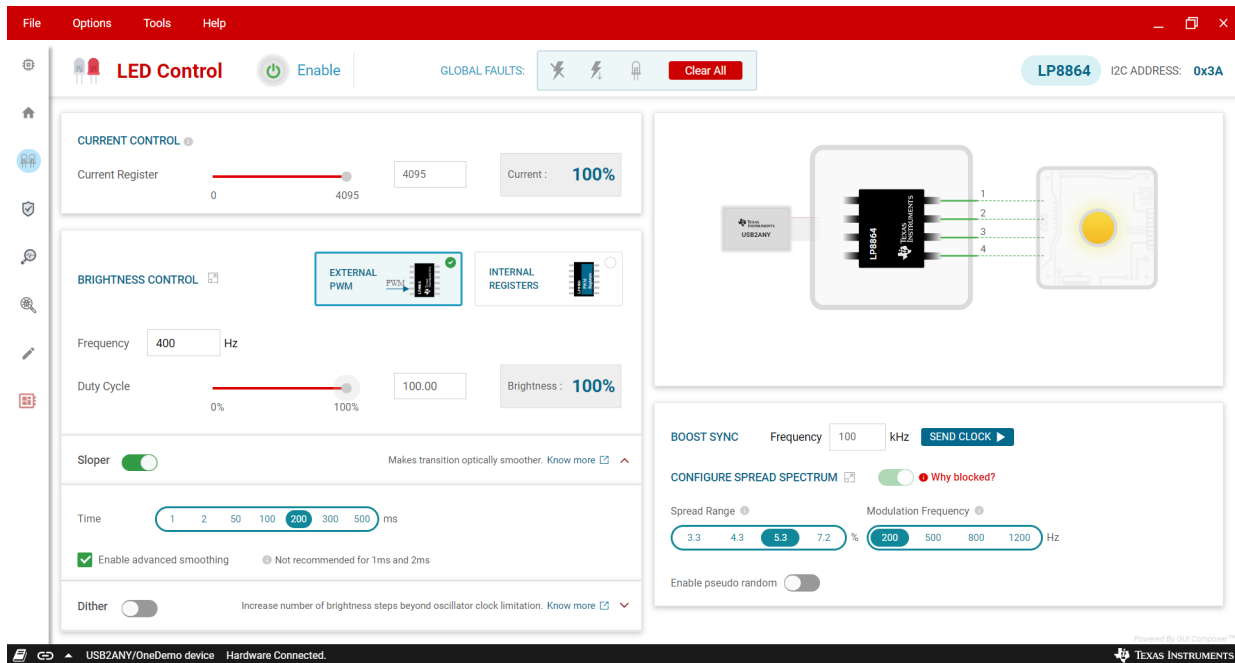 File Options Tools Help
LED Control Enable GLOBAL FAULTS: Clear All LP8864 I2C ADDRESS: 0x3A
CURRENT CONTROL
Current Register 4095 Current : 100%
0 4095
BRIGHTNESS CONTROL EXTERNAL PWM PWM INTERNAL REGISTERS
Frequency 400 Hz
Duty Cycle 100.00 Brightness : 100%
0% 100%
Sloper Makes transition optically smoother. Know more
Time 1 2 50 100 200 300 500 ms
Enable advanced smoothing Not recommended for 1ms and 2ms
Dither Increase number of brightness steps beyond oscillator clock limitation. Know more
TEXAS INSTRUMENTS
USB2ANY
LP8864
TEXAS INSTRUMENTS
1
2
3
4
BOOST SYNC Frequency 100 kHz SEND CLOCK
CONFIGURE SPREAD SPECTRUM Why blocked?
Spread Range Modulation Frequency
3.3 4.3 5.3 7.2 % 200 500 800 1200 Hz
Enable pseudo random
Powered By GUI Composer™
USB2ANY/OneDemo device Hardware Connected. TEXAS INSTRUMENTS